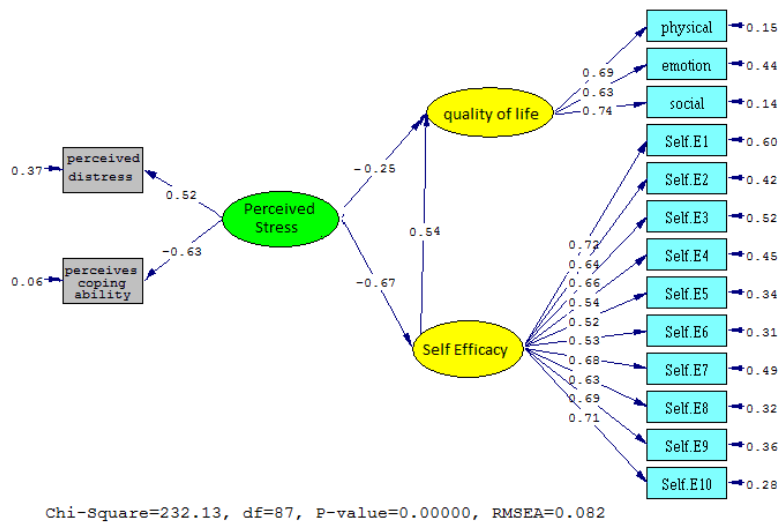 physical
0.15
emotion
0.44
social
0.14
0.69
0.63
0.74
quality of life
Self.E1
0.60
Self.E2
0.42
Self.E3
0.52
Self.E4
0.45
Self.E5
0.34
Self.E6
0.31
Self.E7
0.49
Self.E8
0.32
Self.E9
0.36
Self.E10
0.28
0.37
perceived
distress
0.52
-0.25
Perceived
Stress
0.06
perceives
coping
ability
-0.63
-0.67
0.54
Self Efficacy
0.72
0.64
0.66
0.54
0.52
0.53
0.68
0.63
0.69
0.71
Chi-Square=232.13, df=87, P-value=0.00000, RMSEA=0.082